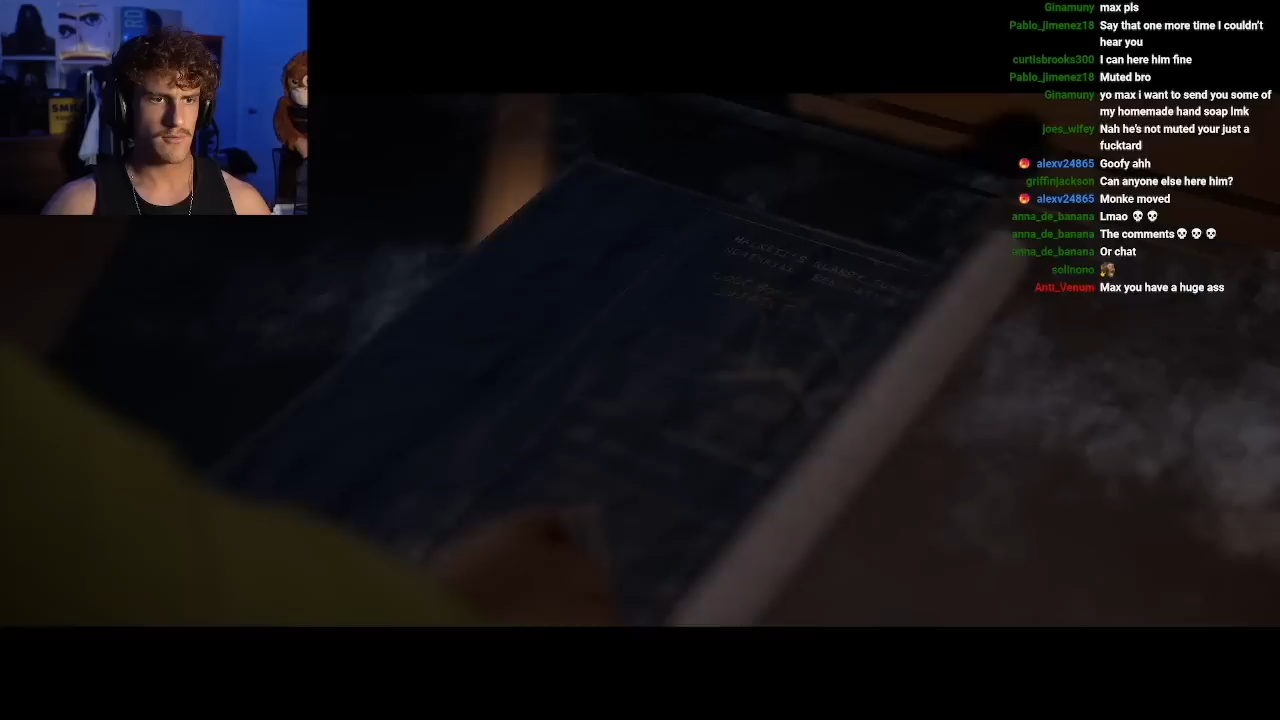 Ginamuny max pls
Pablo_jimenez18 Say that one more time I couldn't
hear you
curtisbrooks300 I can here him fine
Pablo_jimenez18 Muted bro
Ginamuny yo max i want to send you some of
my homemade hand soap lmk
joes_wifey Nah he's not muted your just a
fucktard
alexv24865 Goofy ahh
griffinjackson Can anyone else here him?
alexv24865 Monke moved
anna_de_banana Lmao 💀 💀
anna_de_banana The comments💀 💀 💀
anna_de_banana Or chat
solinono
Anti_Venum Max you have a huge ass